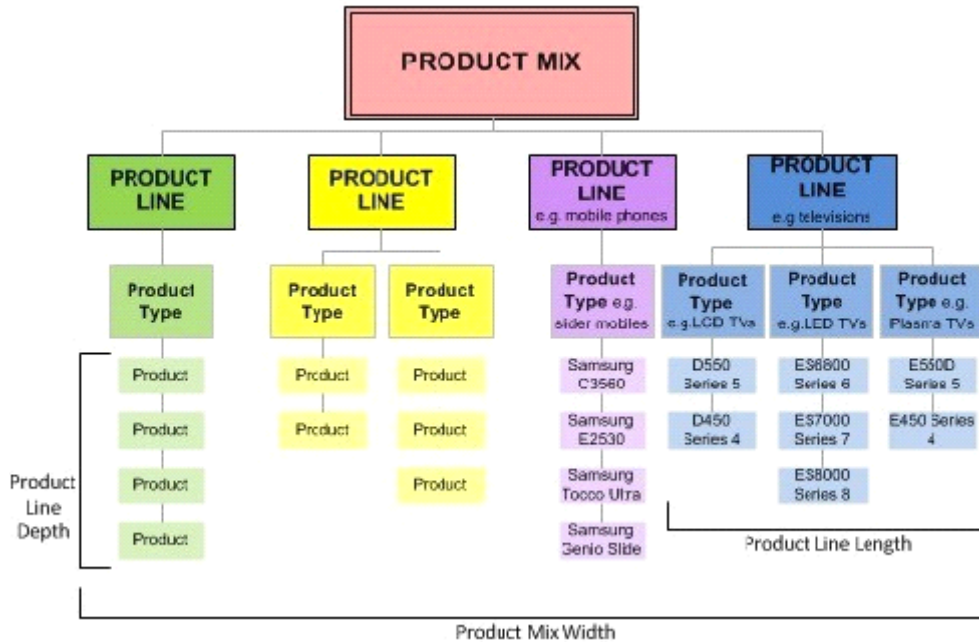 PRODUCT MIX
PRODUCT
LINE
PRODUCT
LINE
PRODUCT
LINE
e.g. mobile phones
PRODUCT
LINE
e.g televisions
Product
Type
Product
Type
Product
Type
Product
Type e.g.
sider mobiles
Product
Type
e.g.LCD TVs
Product
Type
e.g.LED TVs
Product
Type e.g.
Plasma TVs
Product
Product
Product
Product
Product
Product
Product
Product
Product
Samsung
C3560
Samsung
E2530
Samsung
Tocco Ultra
Samsung
Genio Slide
D550
Series 5
D450
Series 4
ES6800
Series 6
ES7000
Series 7
ES8000
Series 8
E550D
Series 5
E450 Series
4
Product
Line
Depth
Product Line Length
Product Mix Width